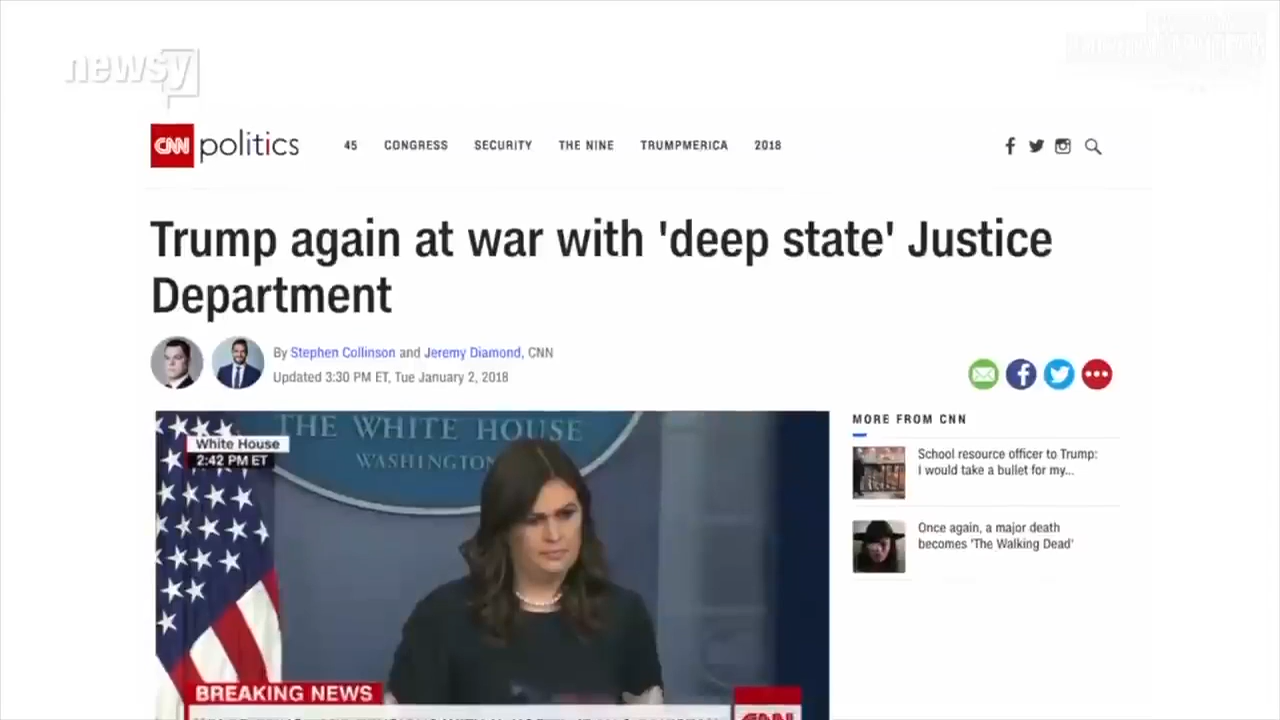 newsy
CNN politics 45 CONGRESS SECURITY THE NINE TRUMPMERICA 2018
Trump again at war with 'deep state' Justice
Department
By Stephen Collinson and Jeremy Diamond, CNN
Updated 3:30 PM ET, Tue January 2, 2018
THE WHITE HOUSE
WASHINGTON
White House
2:42 PM ET
BREAKING NEWS
CNN
MORE FROM CNN
School resource officer to Trump:
I would take a bullet for my...
Once again, a major death
becomes 'The Walking Dead'